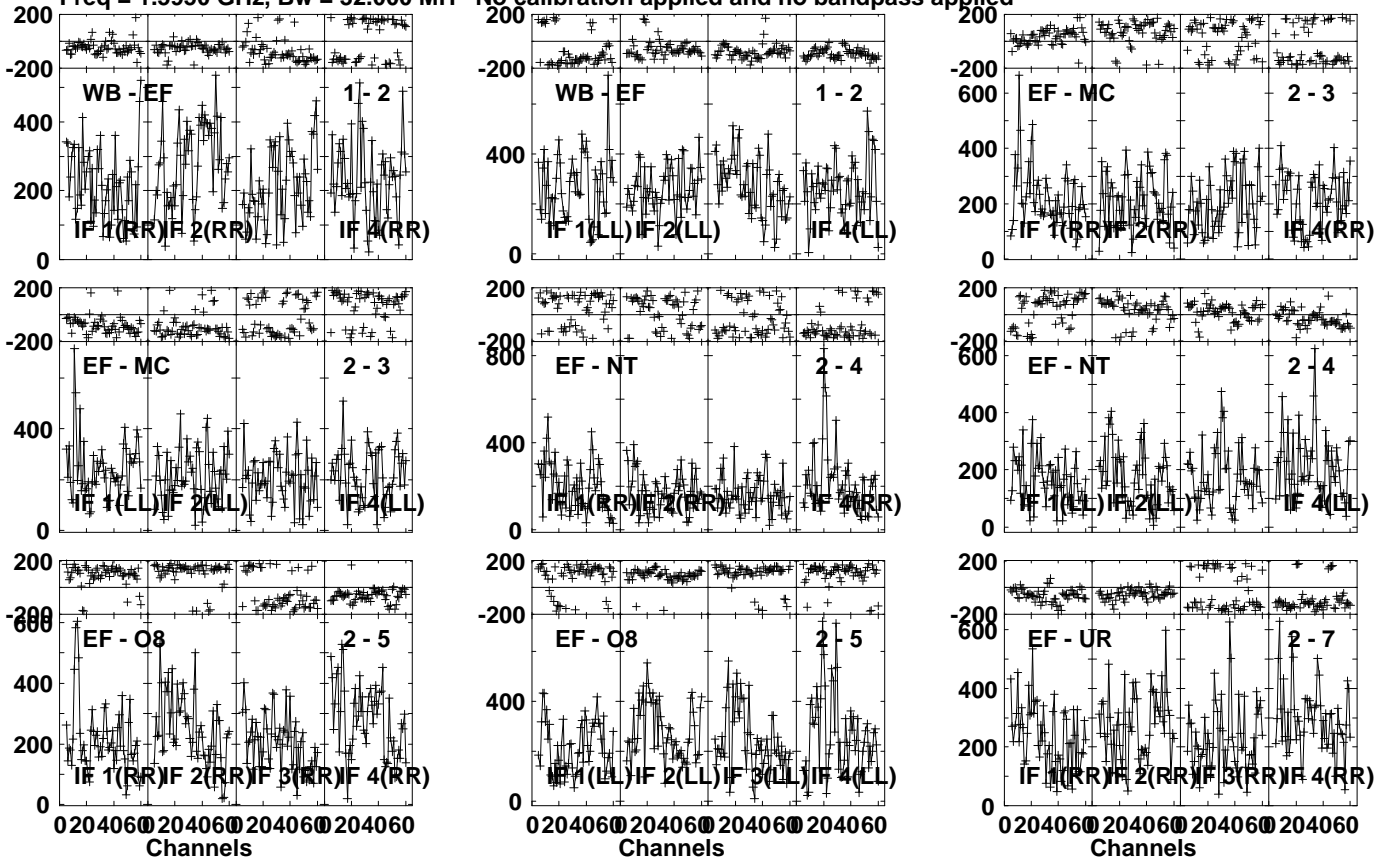 Freq = 1.5990 GHz, Bw = 32.000 MH No calibration applied and no bandpass applied
200
-200
WB - EF 1 - 2
400
200
0
IF 1(RR) IF 2(RR) IF 4(RR)
200
-200
WB - EF 1 - 2
400
0
IF 1(LL) IF 2(LL) IF 4(LL)
200
-200
EF - MC 2 - 3
600
400
200
0
IF 1(RR) IF 2(RR) IF 4(RR)
200
-200
EF - MC 2 - 3
400
0
IF 1(LL) IF 2(LL) IF 4(LL)
200
-200
800
EF - NT 2 - 4
400
0
IF 1(RR) IF 2(RR) IF 4(RR)
200
-200
600
EF - NT 2 - 4
400
200
0
IF 1(LL) IF 2(LL) IF 4(LL)
200
-200
600
EF - O8 2 - 5
400
200
0
IF 1(RR) IF 2(RR) IF 3(RR) IF 4(RR)
0 20 40 60 0 20 40 60 0 20 40 60 0 20 40 60
Channels
200
-200
EF - O8 2 - 5
400
0
IF 1(LL) IF 2(LL) IF 3(LL) IF 4(LL)
0 20 40 60 0 20 40 60 0 20 40 60 0 20 40 60
Channels
200
-200
600
EF - UR 2 - 7
400
200
0
IF 1(RR) IF 2(RR) IF 3(RR) IF 4(RR)
0 20 40 60 0 20 40 60 0 20 40 60 0 20 40 60
Channels